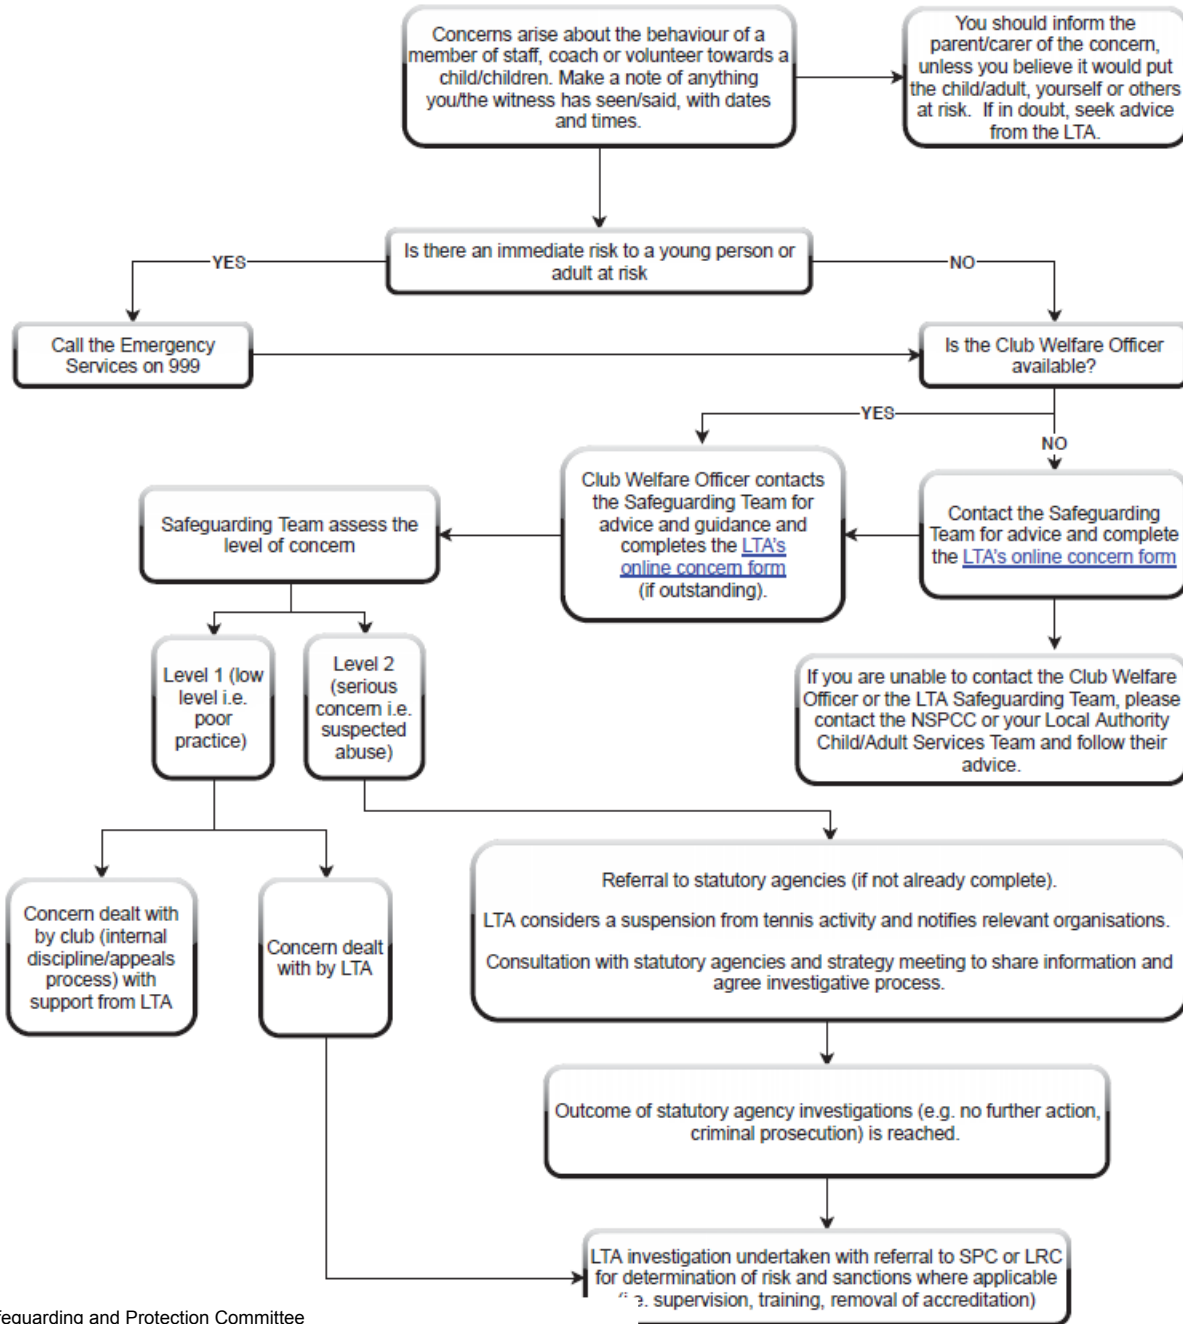 Concerns arise about the behaviour of a
member of staff, coach or volunteer towards a
child/children. Make a note of anything
you/the witness has seen/said, with dates
and times.
You should inform the
parent/carer of the concern,
unless you believe it would put
the child/adult, yourself or others
at risk. If in doubt, seek advice
from the LTA.
Is there an immediate risk to a young person or
adult at risk
YES
NO
Call the Emergency
Services on 999
Is the Club Welfare Officer
available?
YES
NO
Club Welfare Officer contacts
the Safeguarding Team for
advice and guidance and
completes the LTA's
online concern form
(if outstanding).
Contact the Safeguarding
Team for advice and complete
the LTA's online concern form
Safeguarding Team assess the
level of concern
Level 1 (low
level i.e.
poor
practice)
Level 2
(serious
concern i.e.
suspected
abuse)
If you are unable to contact the Club Welfare
Officer or the LTA Safeguarding Team, please
contact the NSPCC or your Local Authority
Child/Adult Services Team and follow their
advice.
Concern dealt with
by club (internal
discipline/appeals
process) with
support from LTA
Concern dealt
with by LTA
Referral to statutory agencies (if not already complete).
LTA considers a suspension from tennis activity and notifies relevant organisations.
Consultation with statutory agencies and strategy meeting to share information and
agree investigative process.
Outcome of statutory agency investigations (e.g. no further action,
criminal prosecution) is reached.
LTA investigation undertaken with referral to SPC or LRC
for determination of risk and sanctions where applicable
(i.e. supervision, training, removal of accreditation)
feguarding and Protection Committee